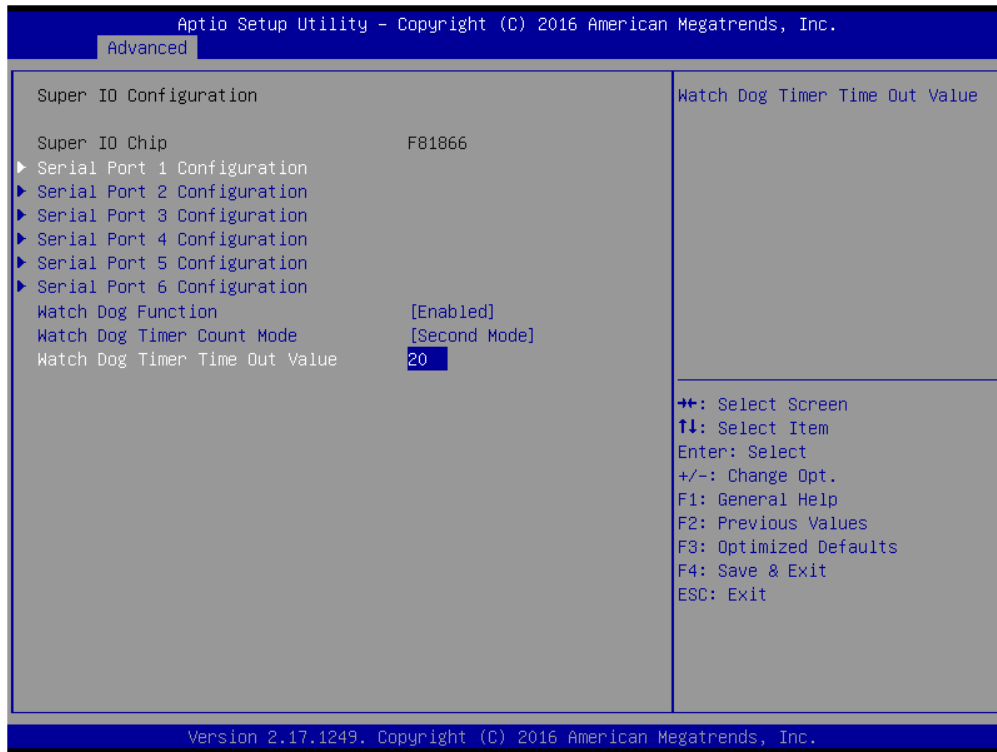 Aptio Setup Utility – Copyright (C) 2016 American Megatrends, Inc.
Advanced
Super IO Configuration
Super IO Chip F81866
▶ Serial Port 1 Configuration
▶ Serial Port 2 Configuration
▶ Serial Port 3 Configuration
▶ Serial Port 4 Configuration
▶ Serial Port 5 Configuration
▶ Serial Port 6 Configuration
Watch Dog Function [Enabled]
Watch Dog Timer Count Mode [Second Mode]
Watch Dog Timer Time Out Value 20
Watch Dog Timer Time Out Value
→←: Select Screen
↑↓: Select Item
Enter: Select
+/-: Change Opt.
F1: General Help
F2: Previous Values
F3: Optimized Defaults
F4: Save & Exit
ESC: Exit
Version 2.17.1249. Copyright (C) 2016 American Megatrends, Inc.